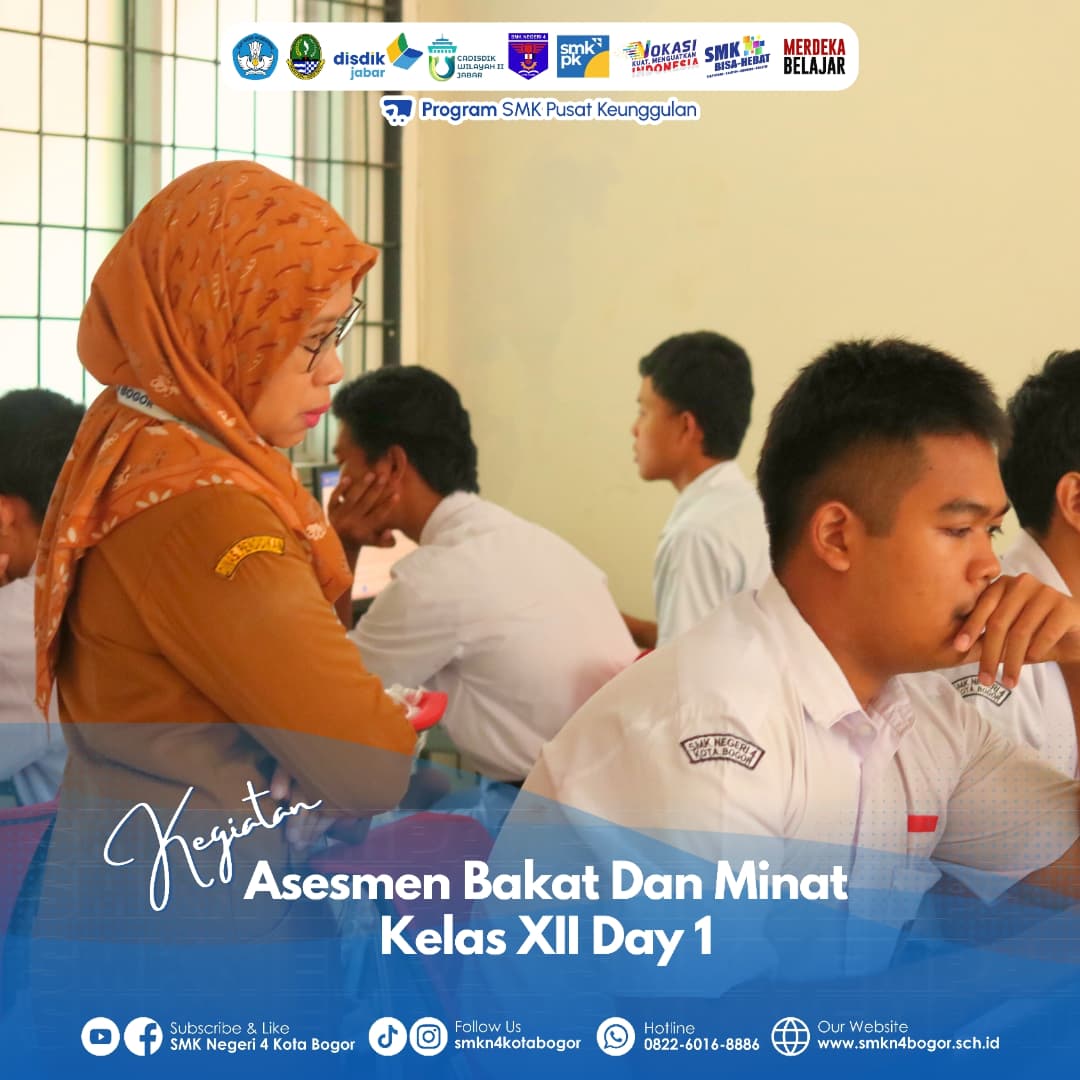 disdik
jabar
CADISDIK
WILAYAH II
JABAR
SMK NEGERI 4
smk
pk
VOKASI
KUAT, MENGUATKAN
INDONESIA
SMK
BISA-HEBAT
MERDEKA
BELAJAR
Program SMK Pusat Keunggulan
BOGOR
SMK NEGERI 4
KOTA BOGOR
SMK NEGERI 4
KOTA BOGOR
Kegiatan
Asesmen Bakat Dan Minat
Kelas XII Day 1
Subscribe & Like
SMK Negeri 4 Kota Bogor
Follow Us
smkn4kotabogor
Hotline
0822-6016-8886
Our Website
www.smkn4bogor.sch.id